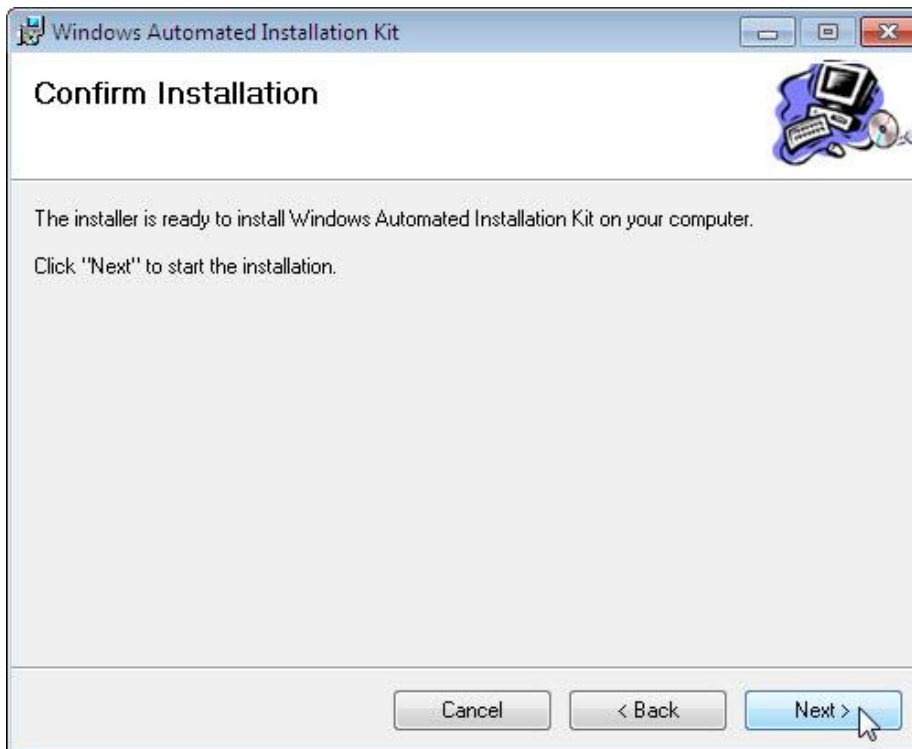 Windows Automated Installation Kit
Confirm Installation
The installer is ready to install Windows Automated Installation Kit on your computer.
Click "Next" to start the installation.
Cancel
< Back
Next >